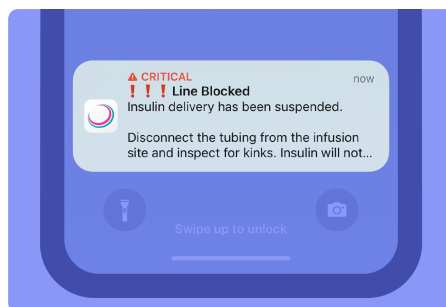 CRITICAL
now
❗❗❗Line Blocked
Insulin delivery has been suspended.
Disconnect the tubing from the infusion
site and inspect for kinks. Insulin will not...
Swipe up to unlock